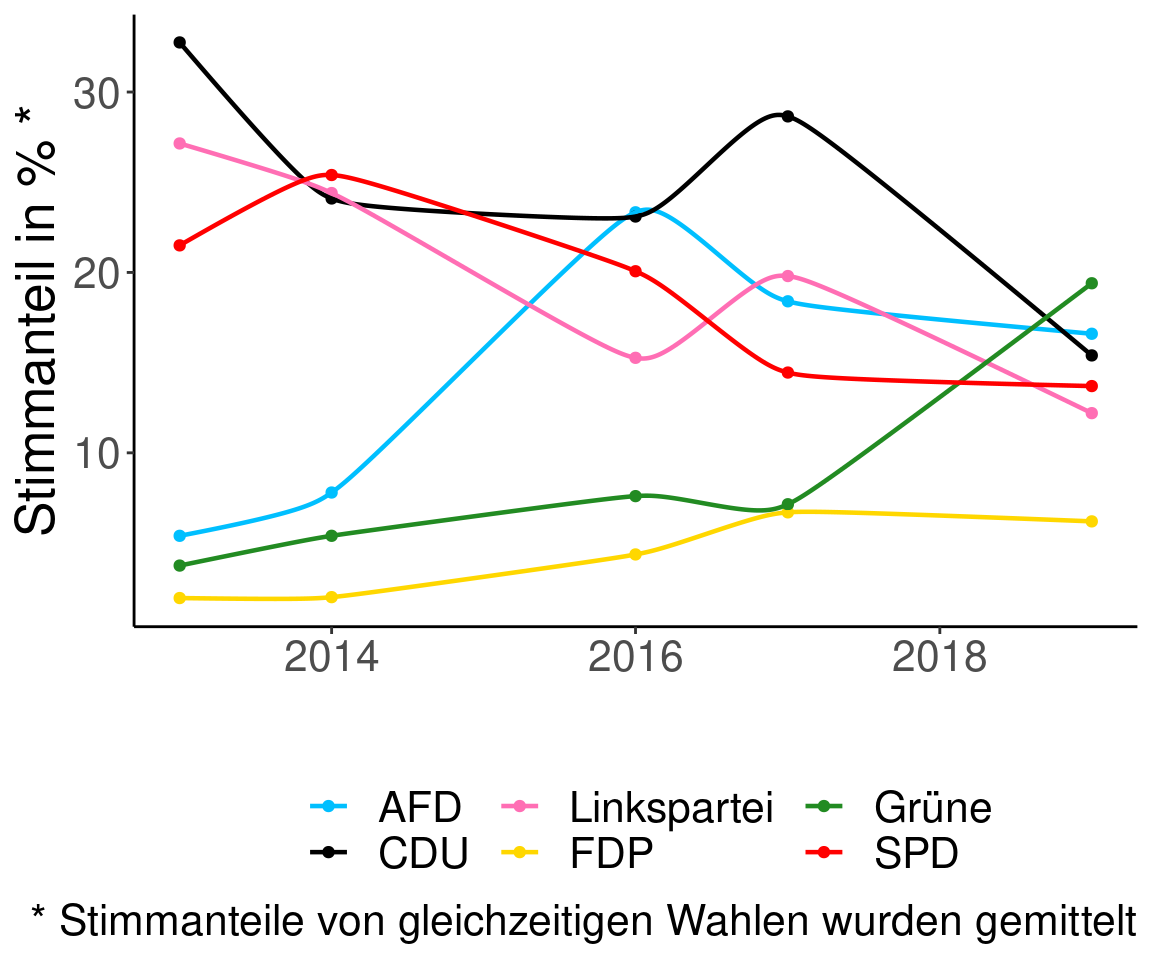 Stimmanteil in % *
30
20
10
2014 2016 2018
AFD Linkspartei Grüne
CDU FDP SPD
* Stimmanteile von gleichzeitigen Wahlen wurden gemittelt